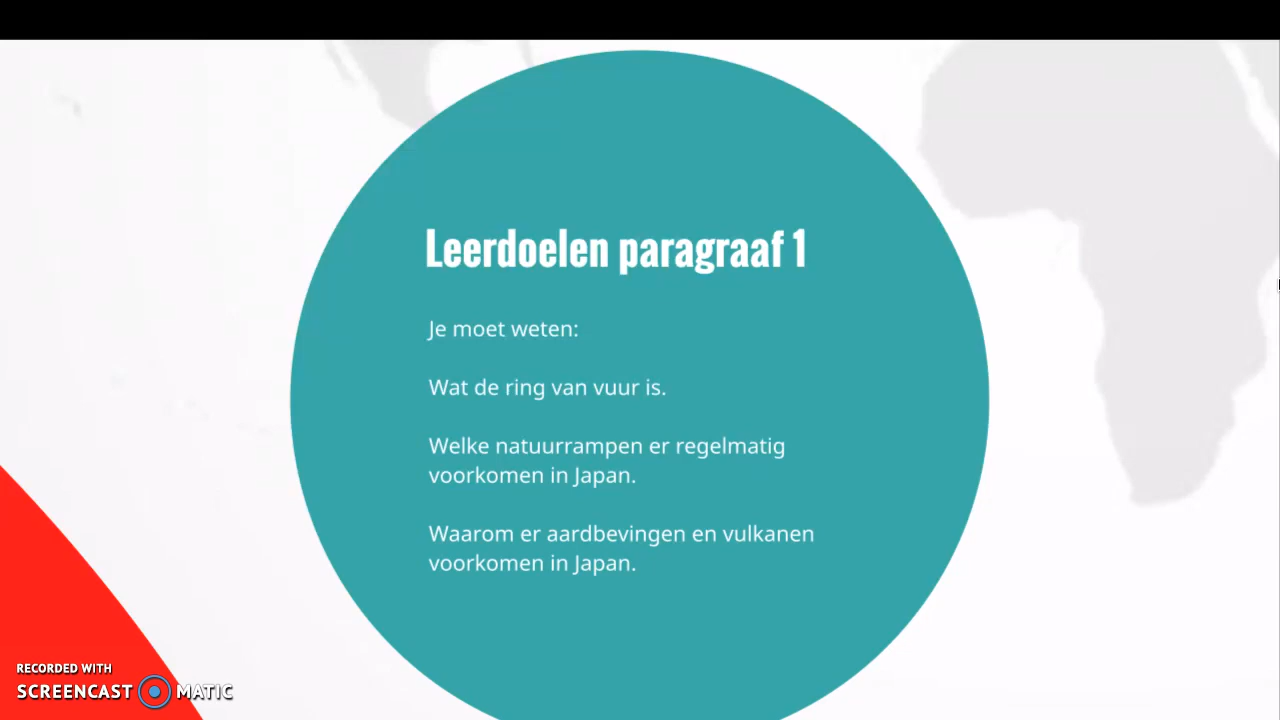 Leerdoelen paragraaf 1
Je moet weten:
Wat de ring van vuur is.
Welke natuurrampen er regelmatig
voorkomen in Japan.
Waarom er aardbevingen en vulkanen
voorkomen in Japan.
RECORDED WITH
SCREENCAST MATIC